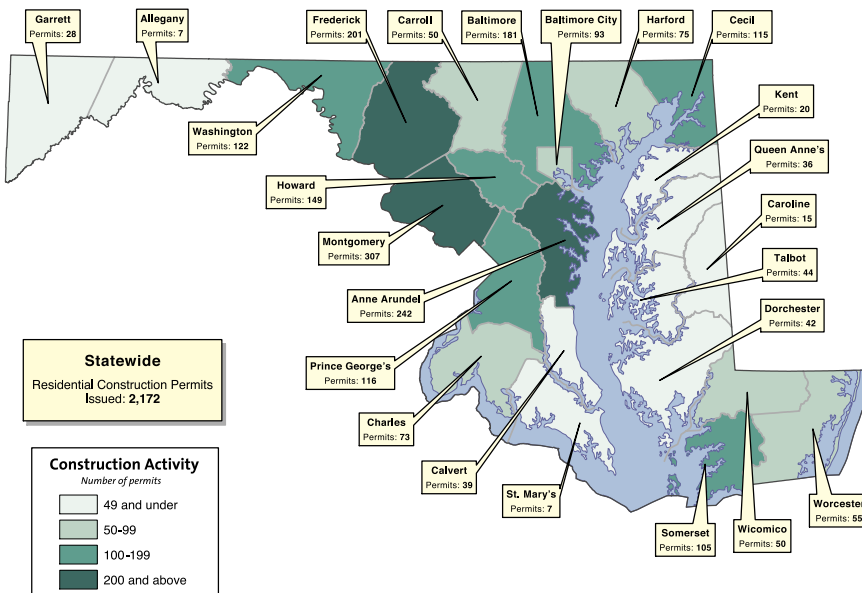 Garrett
Permits: 28
Allegany
Permits: 7
Frederick
Permits: 201
Carroll
Permits: 50
Baltimore
Permits: 181
Baltimore City
Permits: 93
Harford
Permits: 75
Cecil
Permits: 115
Kent
Permits: 20
Washington
Permits: 122
Queen Anne's
Permits: 36
Howard
Permits: 149
Caroline
Permits: 15
Montgomery
Permits: 307
Talbot
Permits: 44
Anne Arundel
Permits: 242
Dorchester
Permits: 42
Prince George's
Permits: 116
Charles
Permits: 73
Calvert
Permits: 39
St. Mary's
Permits: 7
Somerset
Permits: 105
Wicomico
Permits: 50
Worcester
Permits: 55
Statewide
Residential Construction Permits
Issued: 2,172
Construction Activity
Number of permits
49 and under
50-99
100-199
200 and above